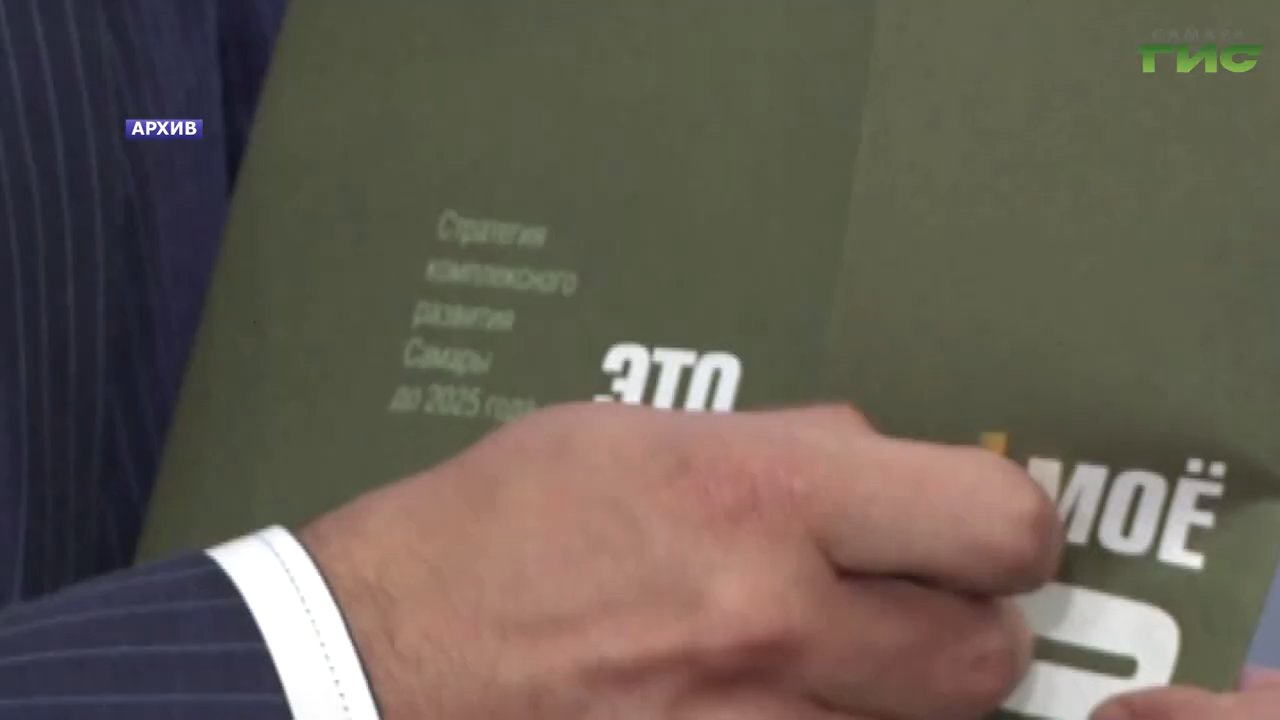 САМАРА
ГИС
АРХИВ
Стратегия
комплексного
развития
Самары
до 2025 года
ЭТО
МОЁ